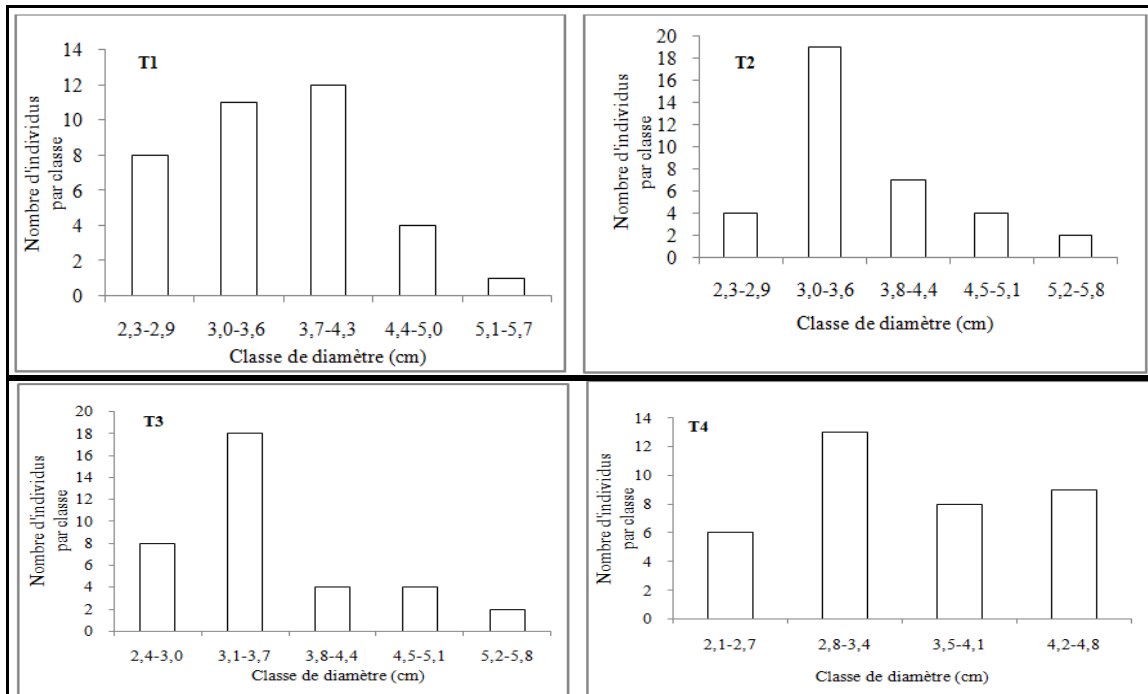 T1
Nombre d'individus
par classe
14
12
10
8
6
4
2
0
2,3-2,9 3,0-3,6 3,7-4,3 4,4-5,0 5,1-5,7
Classe de diamètre (cm)
T2
Nombre d'individus
par classe
20
18
16
14
12
10
8
6
4
2
0
2,3-2,9 3,0-3,6 3,8-4,4 4,5-5,1 5,2-5,8
Classe de diamètre (cm)
T3
Nombre d'individus
par classe
20
18
16
14
12
10
8
6
4
2
0
2,4-3,0 3,1-3,7 3,8-4,4 4,5-5,1 5,2-5,8
Classe de diamètre (cm)
T4
Nombre d'individus
par classe
14
12
10
8
6
4
2
0
2,1-2,7 2,8-3,4 3,5-4,1 4,2-4,8
Classe de diamètre (cm)